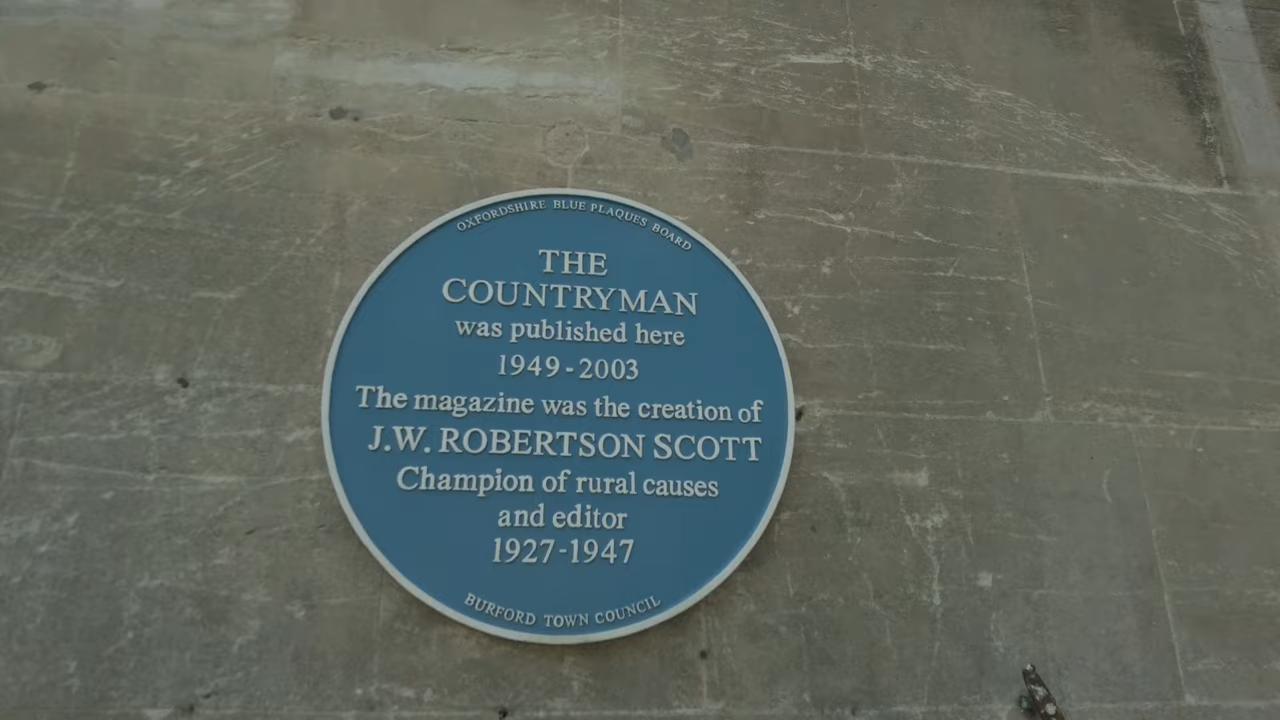 OXFORDSHIRE BLUE PLAQUES BOARD
THE
COUNTRYMAN
was published here
1949-2003
The magazine was the creation of
J.W. ROBERTSON SCOTT
Champion of rural causes
and editor
1927-1947
BURFORD TOWN COUNCIL